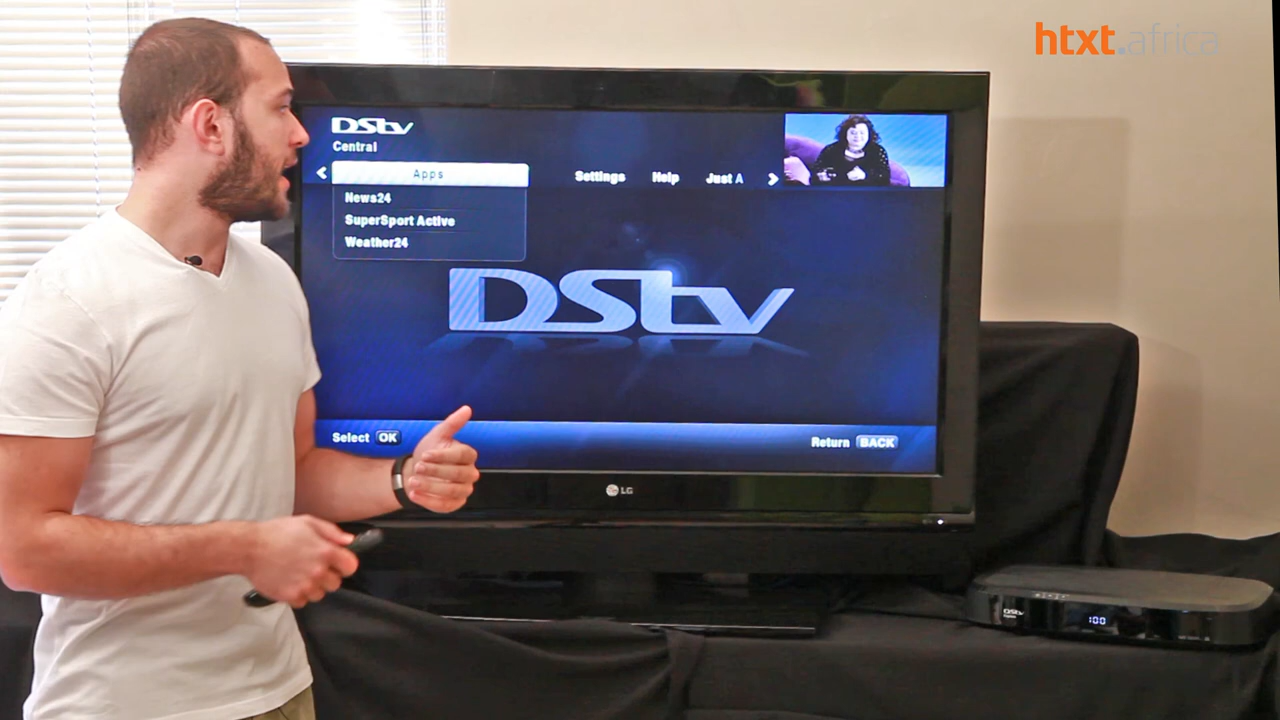 htxt.africa
DStv
Central
Apps
Settings
Help
Just A
News24
SuperSport Active
Weather24
DStv
Select OK
Return BACK
LG
DStv
100